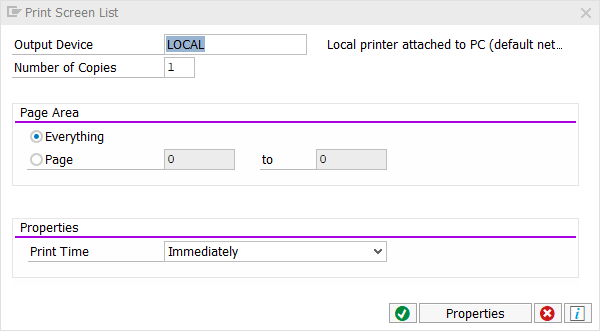 Print Screen List
Output Device LOCAL Local printer attached to PC (default net...
Number of Copies 1
Page Area
Everything
Page 0 to 0
Properties
Print Time Immediately
Properties